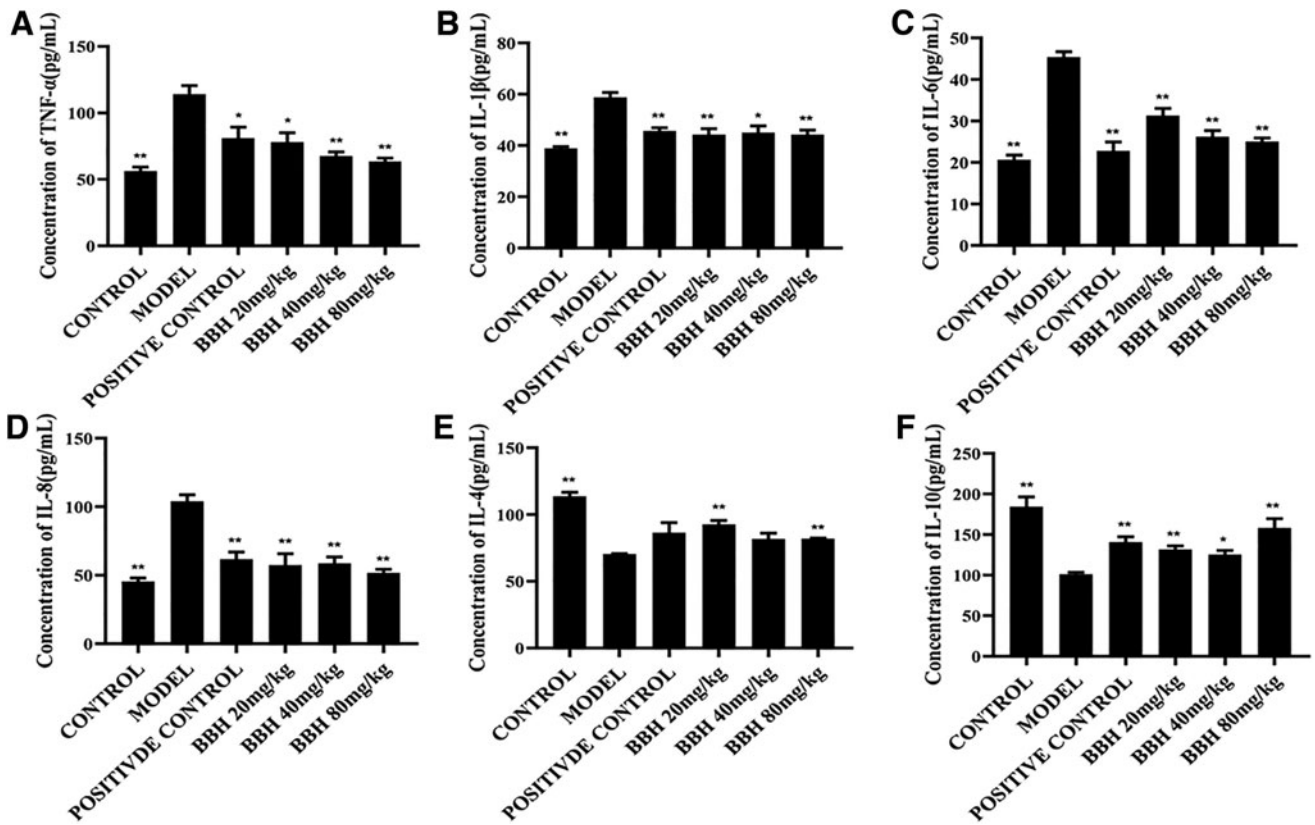 A
Concentration of TNF-α(pg/mL)
150
100
50
0
**
*
*
**
**
CONTROL
MODEL
POSITIVE CONTROL
BBH 20mg/kg
BBH 40mg/kg
BBH 80mg/kg
B
Concentration of IL-1β(pg/mL)
80
60
40
20
0
**
**
**
*
**
CONTROL
MODEL
POSITIVE CONTROL
BBH 20mg/kg
BBH 40mg/kg
BBH 80mg/kg
C
Concentration of IL-6(pg/mL)
50
40
30
20
10
0
**
**
**
**
**
CONTROL
MODEL
POSITIVE CONTROL
BBH 20mg/kg
BBH 40mg/kg
BBH 80mg/kg
D
Concentration of IL-8(pg/mL)
150
100
50
0
**
**
**
**
**
CONTROL
MODEL
POSITIVDE CONTROL
BBH 20mg/kg
BBH 40mg/kg
BBH 80mg/kg
E
Concentration of IL-4(pg/mL)
150
100
50
0
**
**
**
CONTROL
MODEL
POSITIVDE CONTROL
BBH 20mg/kg
BBH 40mg/kg
BBH 80mg/kg
F
Concentration of IL-10(pg/mL)
250
200
150
100
50
0
**
**
**
*
**
CONTROL
MODEL
POSITIVE CONTROL
BBH 20mg/kg
BBH 40mg/kg
BBH 80mg/kg